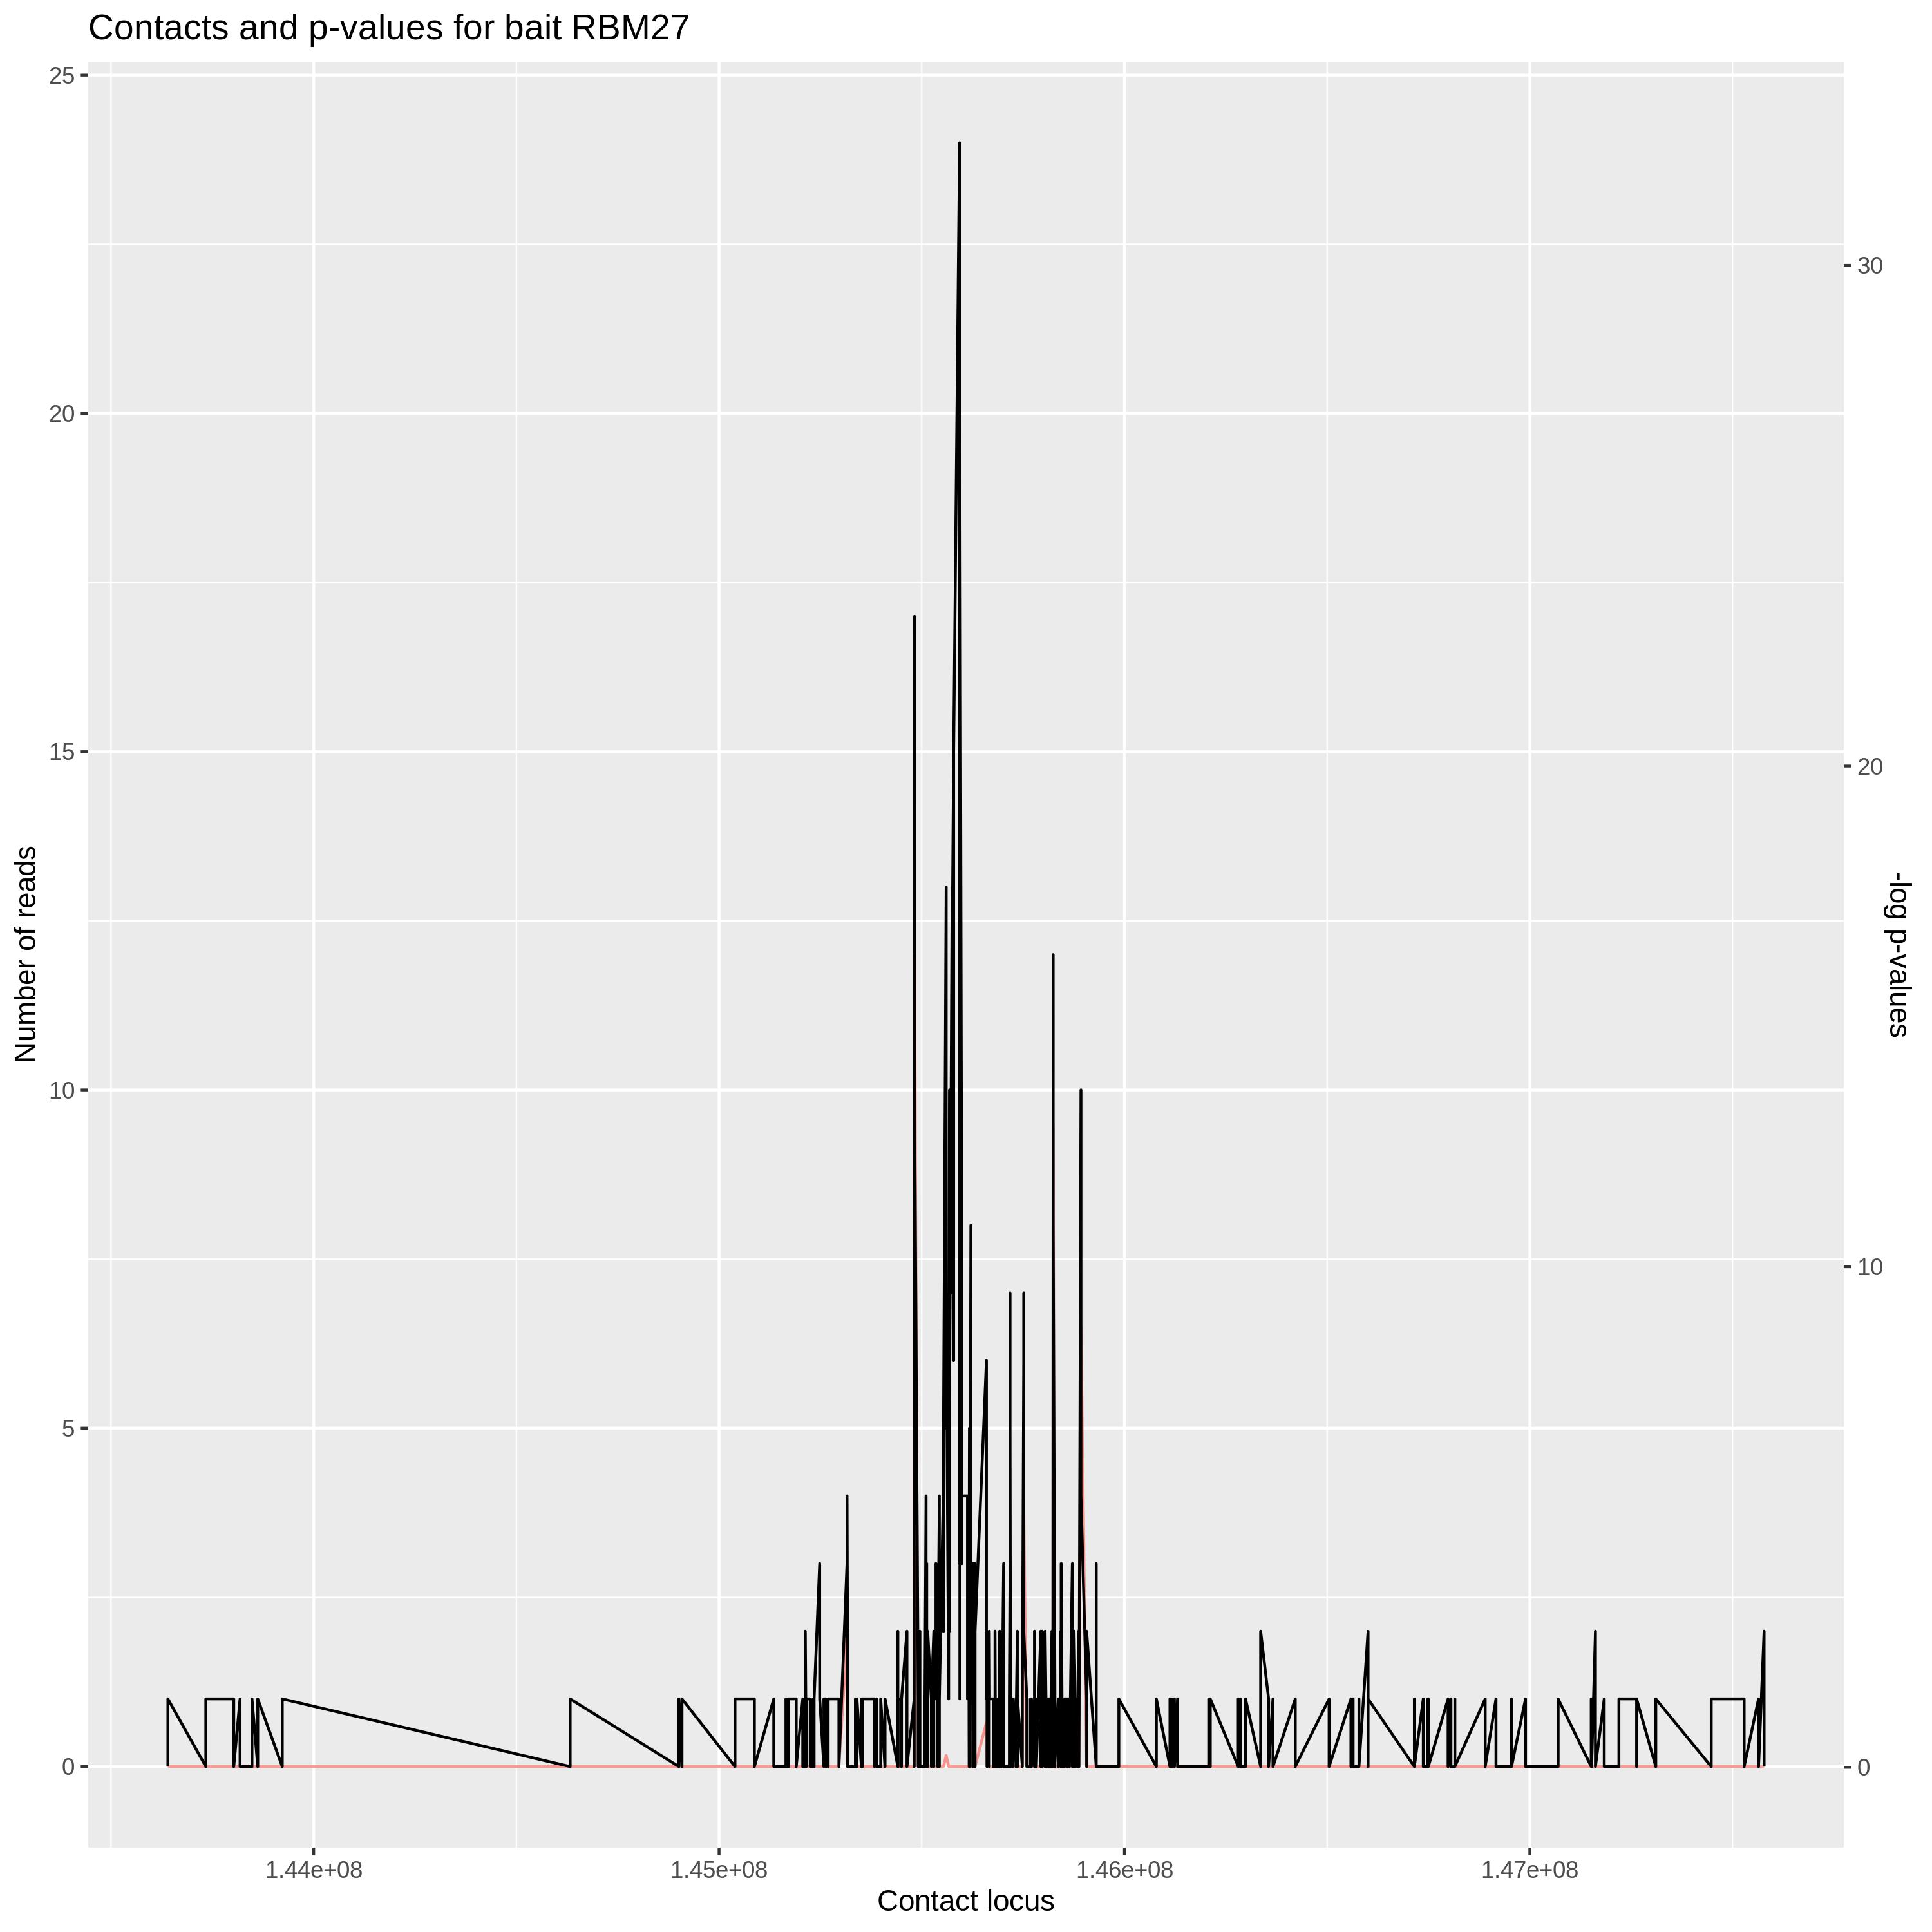 Contacts and p-values for bait RBM27
25
20
15
10
5
0
30
20
10
0
Number of reads
-log p-values
1.44e+08
1.45e+08
1.46e+08
1.47e+08
Contact locus